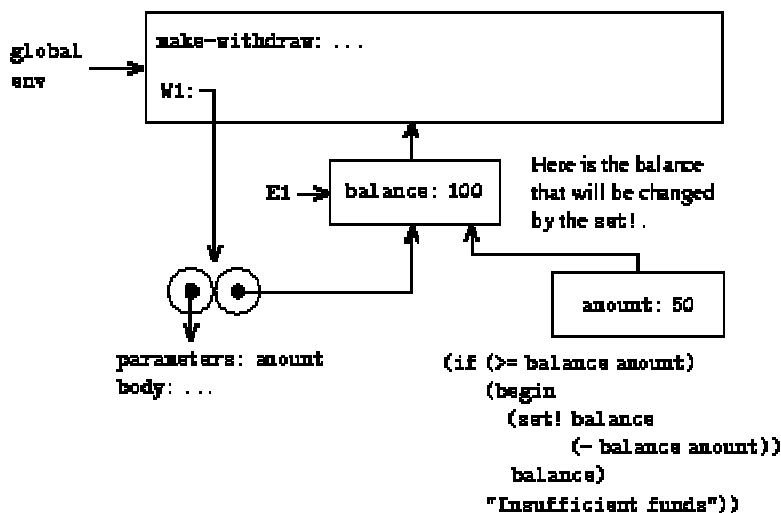 global
env
make-withdraw: ...
W1:
E1
balance: 100
Here is the balance
that will be changed
by the set! .
amount: 50
parameters: amount
body: ...
(if (>= balance amount)
(begin
(set! balance
(- balance amount))
balance)
"Insufficient funds"))